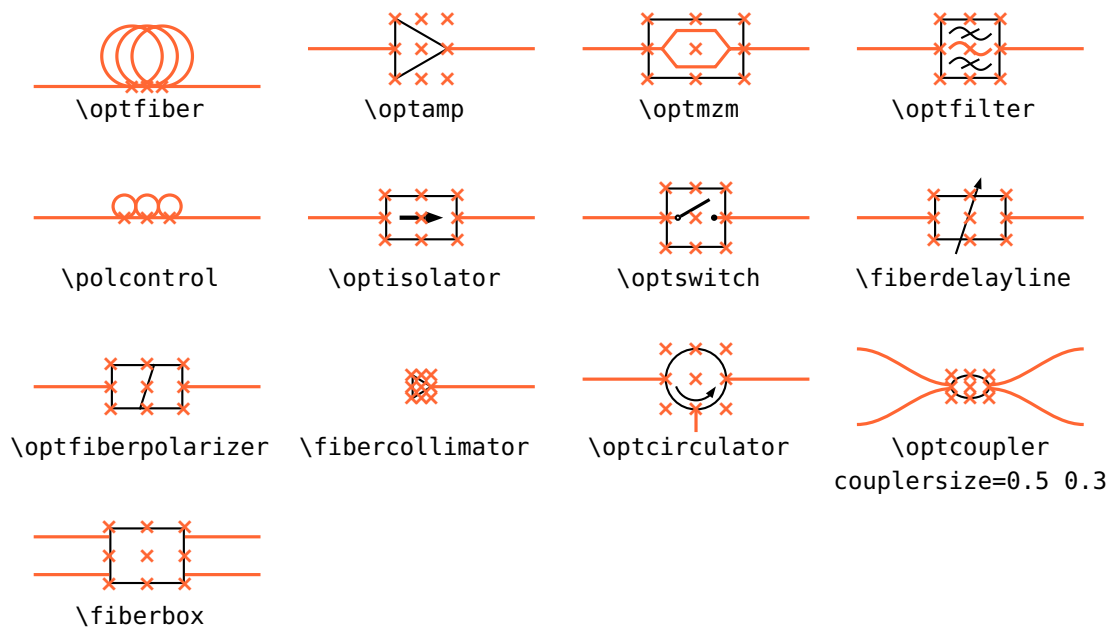 \optfiber
\optamp
\optmzm
\optfilter
\polcontrol
\optisolator
\optswitch
\fiberdelayline
\optfiberpolarizer
\fibercollimator
\optcirculator
\optcoupler
couplersize=0.5 0.3
\fiberbox